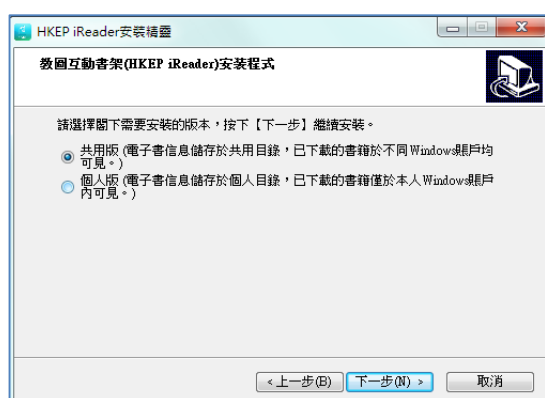 HKEP iReader安裝精靈
教圖互動書架(HKEP iReader)安裝程式
請選擇閣下需要安裝的版本，按下【下一步】繼續安裝。
共用版 (電子書信息儲存於共用目錄，已下載的書籍於不同Windows賬戶均
可見。)
個人版 (電子書信息儲存於個人目錄，已下載的書籍僅於本人Windows賬戶
內可見。)
<上一步(B)
下一步(N) >
取消